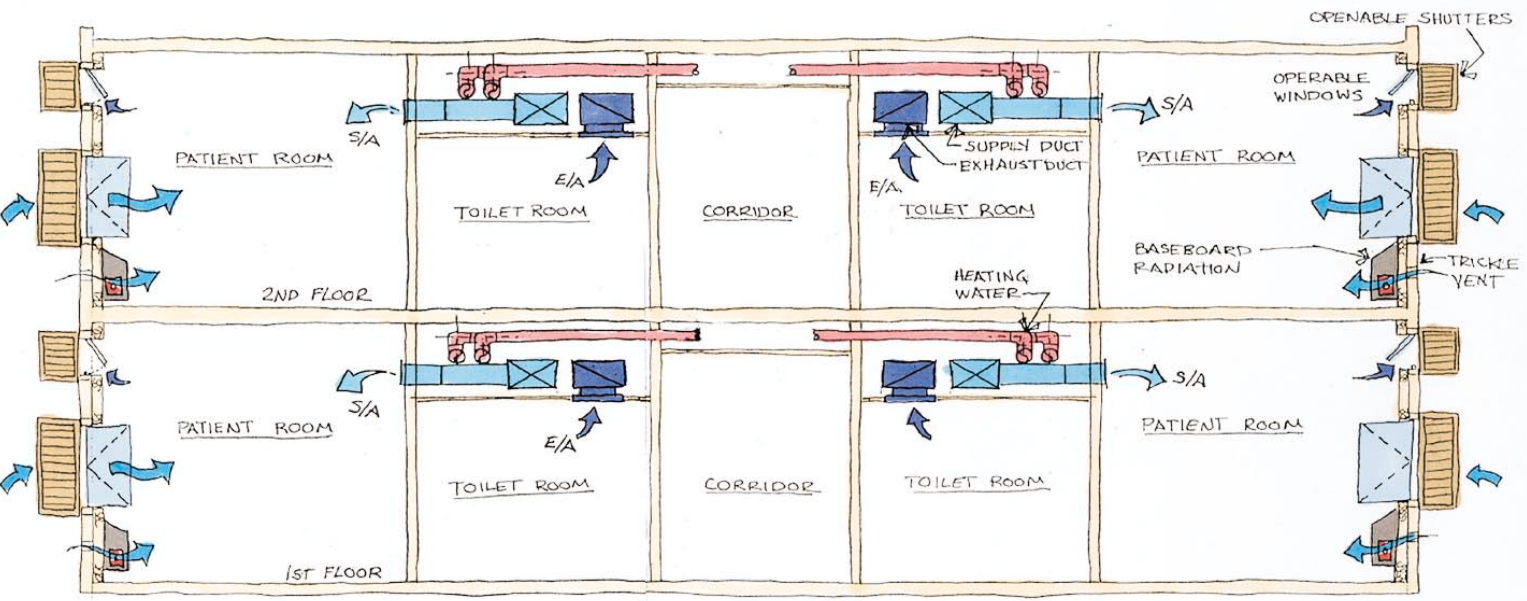 OPENABLE SHUTTERS
OPERABLE
WINDOWS
S/A
S/A
PATIENT ROOM
SUPPLY DUCT
EXHAUST DUCT
PATIENT ROOM
E/A
E/A.
TOILET ROOM
CORRIDOR
TOILET ROOM
BASEBOARD
RADIATION
TRICKLE
VENT
HEATING
WATER
2ND FLOOR
S/A
S/A
PATIENT ROOM
PATIENT ROOM
E/A
TOILET ROOM
CORRIDOR
TOILET ROOM
1ST FLOOR